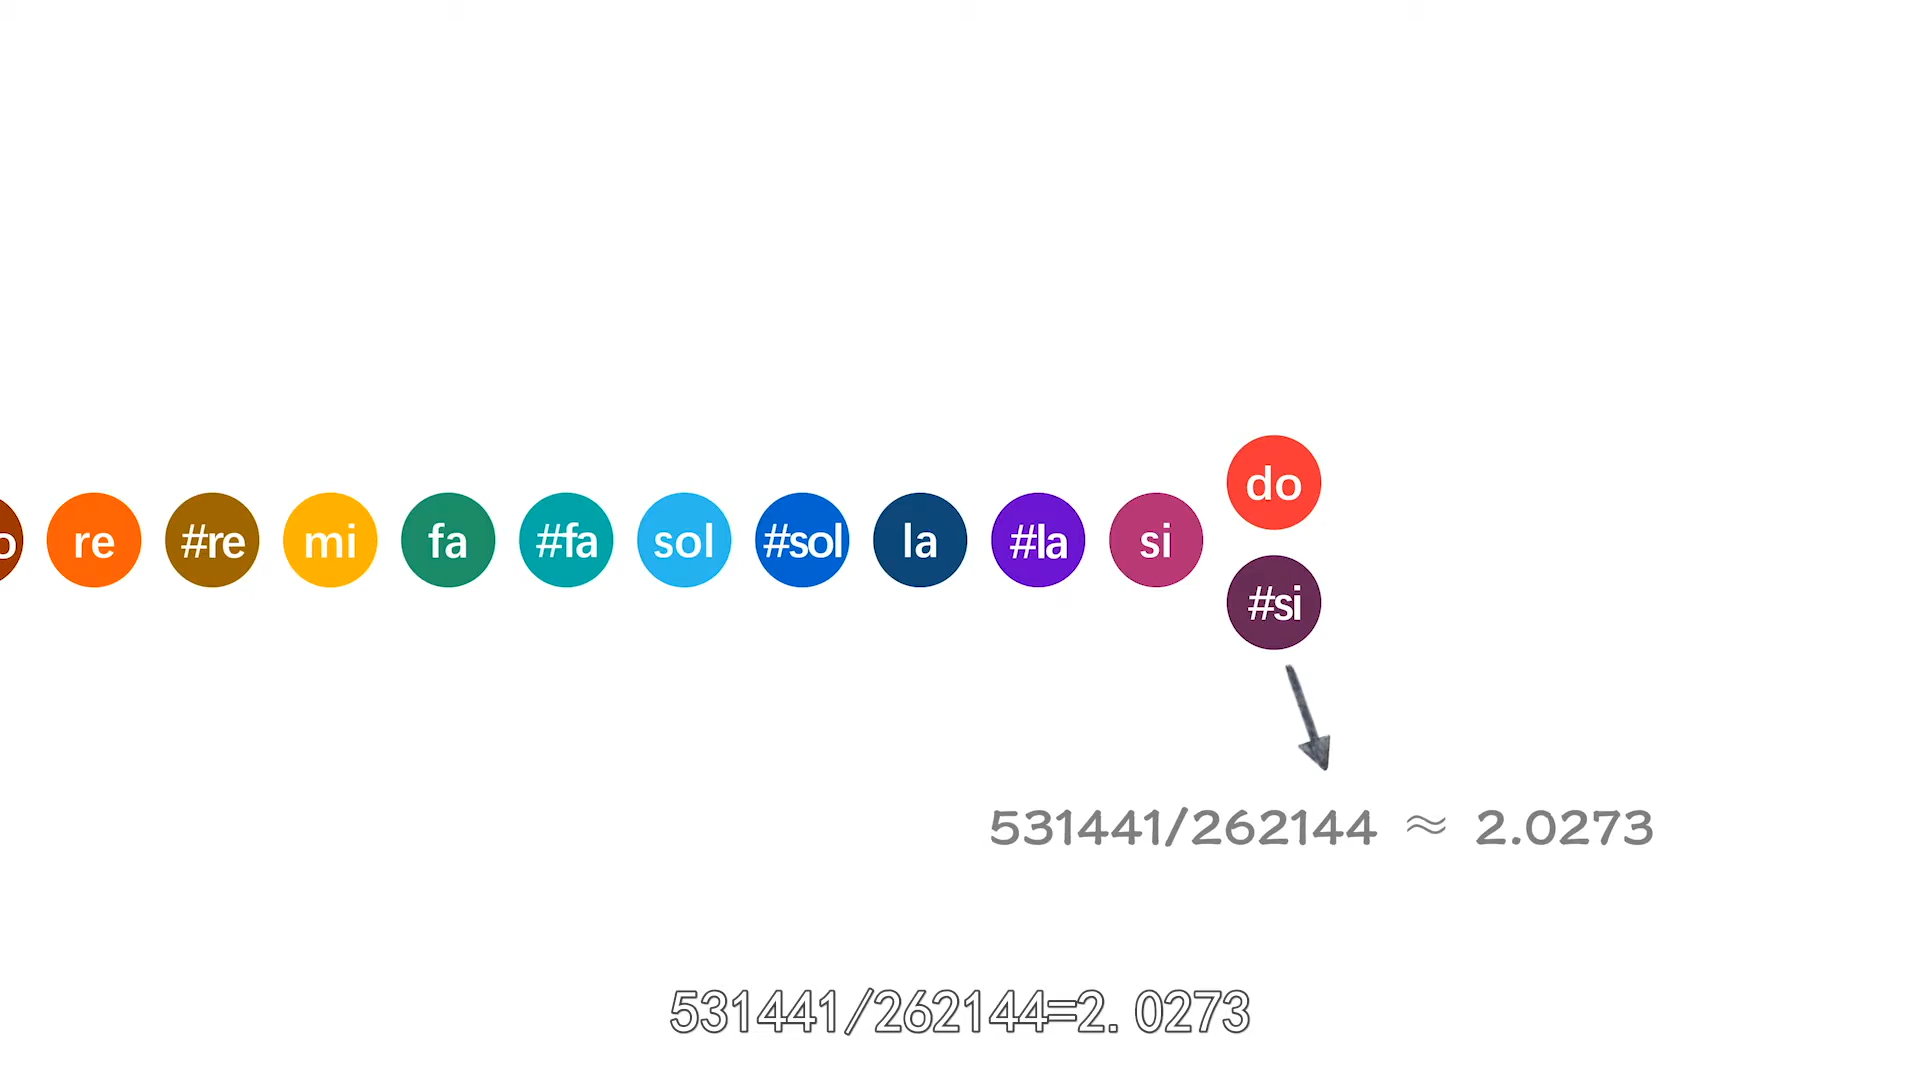 o re #re mi fa #fa sol #sol la #la si do
#si
531441/262144 ≈ 2.0273
531441/262144=2.0273